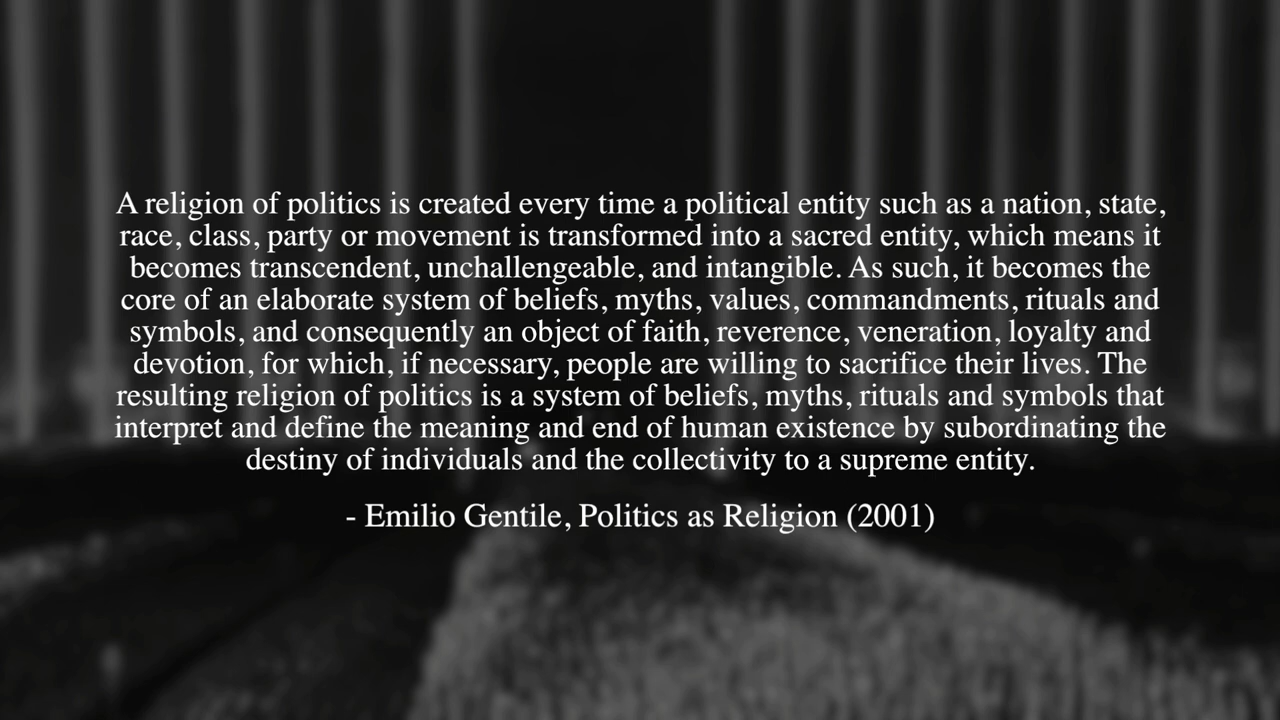 A religion of politics is created every time a political entity such as a nation, state,
race, class, party or movement is transformed into a sacred entity, which means it
becomes transcendent, unchallengeable, and intangible. As such, it becomes the
core of an elaborate system of beliefs, myths, values, commandments, rituals and
symbols, and consequently an object of faith, reverence, veneration, loyalty and
devotion, for which, if necessary, people are willing to sacrifice their lives. The
resulting religion of politics is a system of beliefs, myths, rituals and symbols that
interpret and define the meaning and end of human existence by subordinating the
destiny of individuals and the collectivity to a supreme entity.
- Emilio Gentile, Politics as Religion (2001)